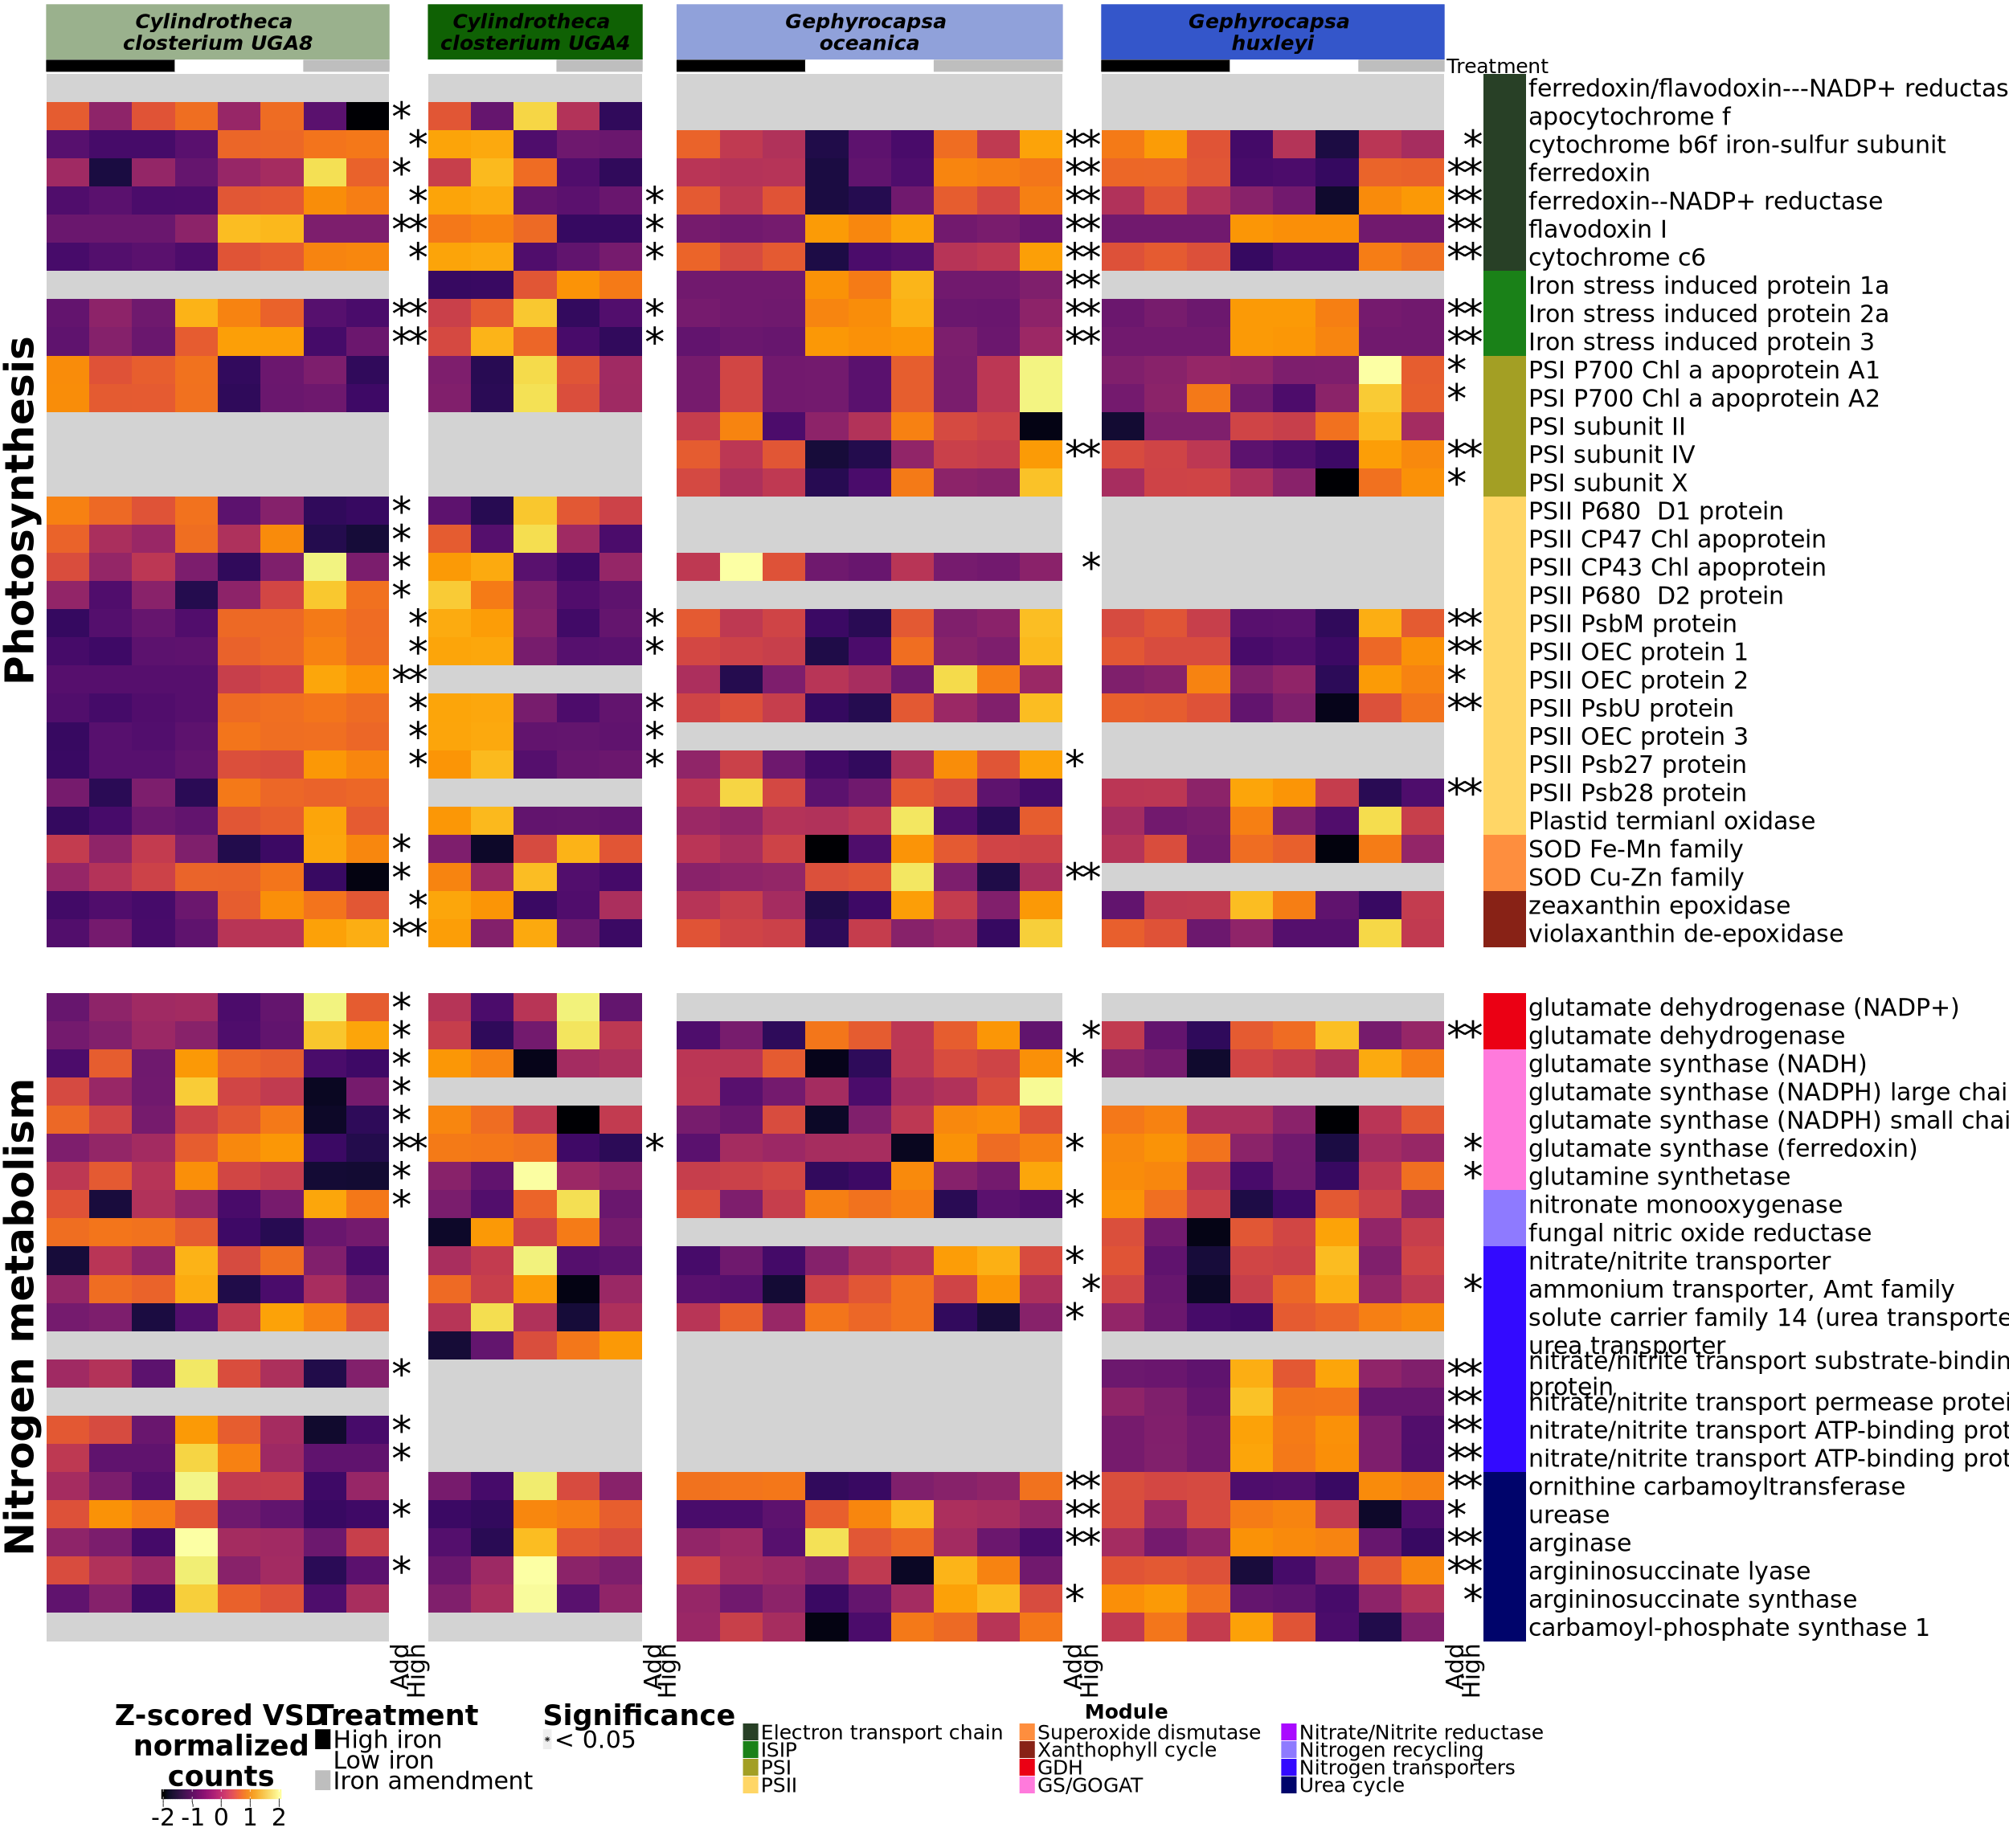 Cylindrotheca
closterium UGA8
Cylindrotheca
closterium UGA4
Gephyrocapsa
oceanica
Gephyrocapsa
huxleyi
Treatment
Photosynthesis
ferredoxin/flavodoxin---NADP+ reductas
* apocytochrome f
* ** * cytochrome b6f iron-sulfur subunit
* ** ** ferredoxin
* * ** ** ferredoxin--NADP+ reductase
** * ** ** flavodoxin I
* * ** ** cytochrome c6
** Iron stress induced protein 1a
** * ** ** Iron stress induced protein 2a
** * ** ** Iron stress induced protein 3
* PSI P700 Chl a apoprotein A1
* PSI P700 Chl a apoprotein A2
PSI subunit II
** ** PSI subunit IV
* PSI subunit X
* PSII P680  D1 protein
* PSII CP47 Chl apoprotein
* * PSII CP43 Chl apoprotein
* PSII P680  D2 protein
* * ** PSII PsbM protein
* * ** PSII OEC protein 1
** * PSII OEC protein 2
* * ** PSII PsbU protein
* * PSII OEC protein 3
* * * PSII Psb27 protein
** PSII Psb28 protein
Plastid termianl oxidase
* SOD Fe-Mn family
* ** SOD Cu-Zn family
* zeaxanthin epoxidase
** violaxanthin de-epoxidase
Nitrogen metabolism
* glutamate dehydrogenase (NADP+)
* * ** glutamate dehydrogenase
* * glutamate synthase (NADH)
* glutamate synthase (NADPH) large chai
* glutamate synthase (NADPH) small chai
** * * * glutamate synthase (ferredoxin)
* * glutamine synthetase
* * nitronate monooxygenase
fungal nitric oxide reductase
* nitrate/nitrite transporter
* * ammonium transporter, Amt family
* solute carrier family 14 (urea transporte
urea transporter
* ** nitrate/nitrite transport substrate-bindin
protein
** nitrate/nitrite transport permease protei
* ** nitrate/nitrite transport ATP-binding prot
* ** nitrate/nitrite transport ATP-binding prot
** ** ornithine carbamoyltransferase
* ** * urease
** ** arginase
* ** argininosuccinate lyase
* * argininosuccinate synthase
carbamoyl-phosphate synthase 1
Add
High
Add
High
Add
High
Add
High
Z-scored VSD
normalized
counts
-2 -1 0 1 2
Treatment
High iron
Low iron
Iron amendment
Significance
* < 0.05
Module
Electron transport chain
ISIP
PSI
PSII
Superoxide dismutase
Xanthophyll cycle
GDH
GS/GOGAT
Nitrate/Nitrite reductase
Nitrogen recycling
Nitrogen transporters
Urea cycle